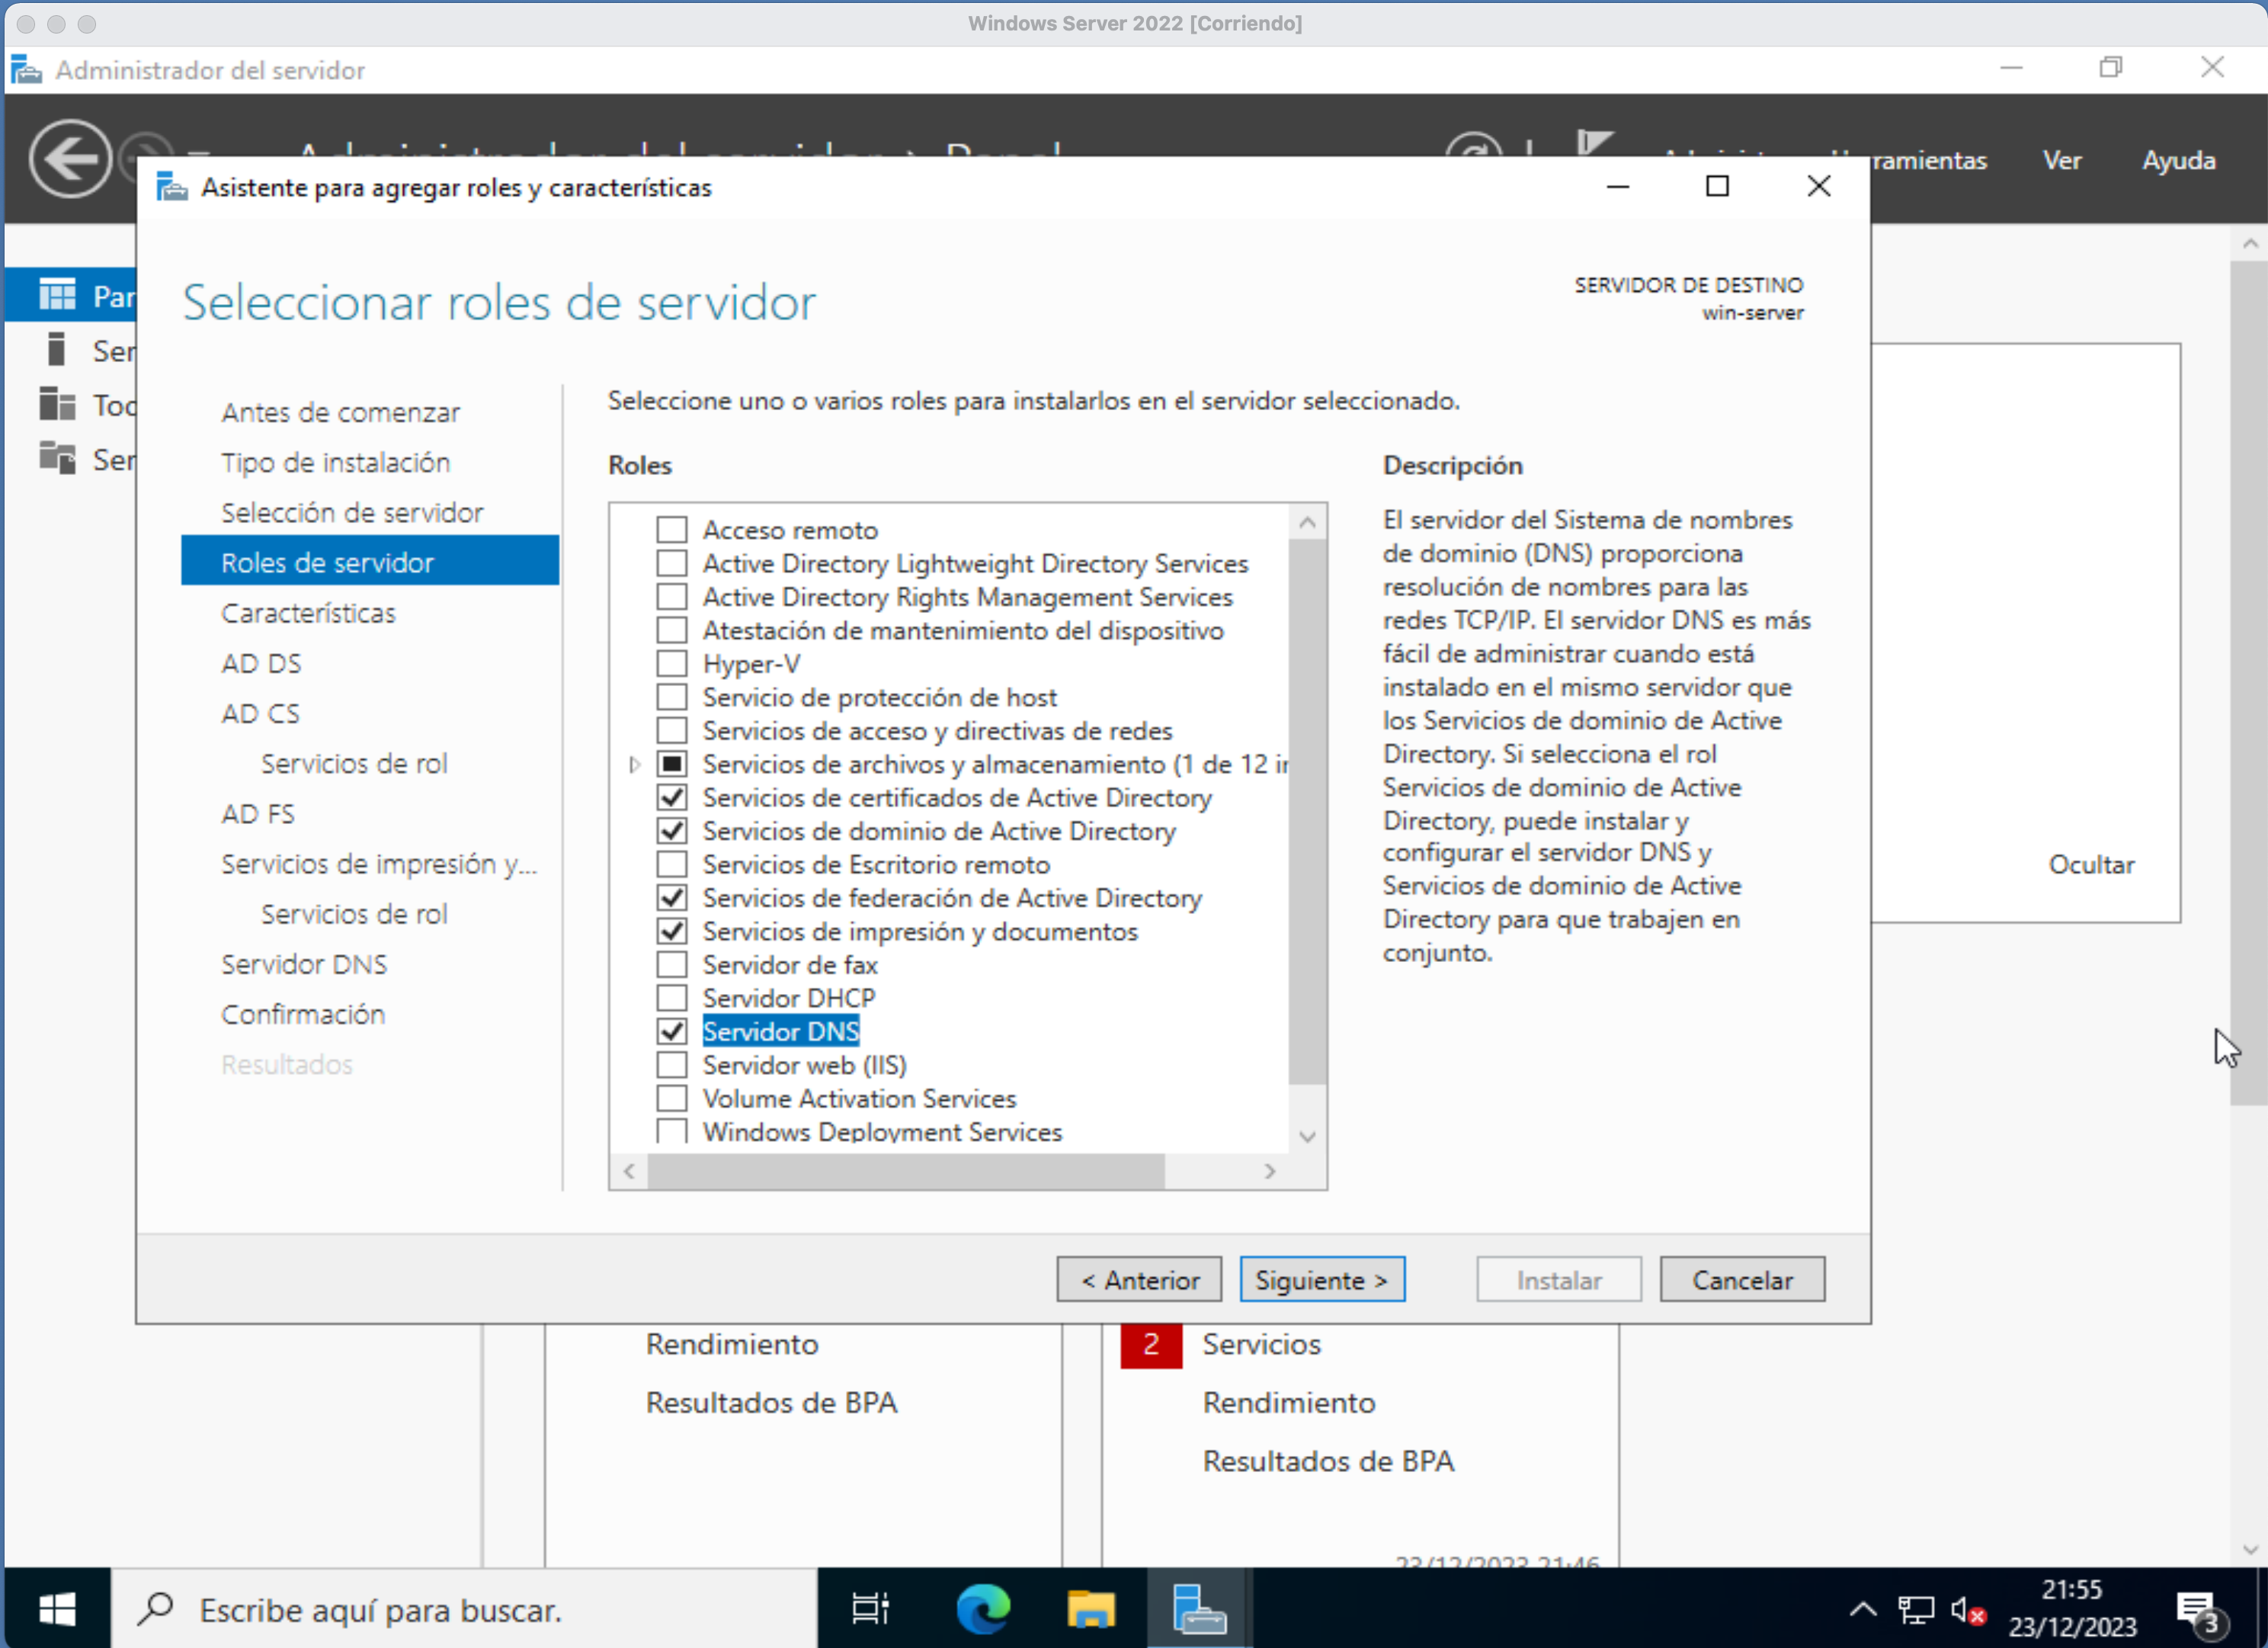 Windows Server 2022 [Corriendo]
Administrador del servidor
Ver
Ayuda
Asistente para agregar roles y características
Seleccionar roles de servidor
SERVIDOR DE DESTINO
win-server
Antes de comenzar
Tipo de instalación
Selección de servidor
Roles de servidor
Características
AD DS
AD CS
Servicios de rol
AD FS
Servicios de impresión y...
Servicios de rol
Servidor DNS
Confirmación
Resultados
Seleccione uno o varios roles para instalarlos en el servidor seleccionado.
Roles
Acceso remoto
Active Directory Lightweight Directory Services
Active Directory Rights Management Services
Atestación de mantenimiento del dispositivo
Hyper-V
Servicio de protección de host
Servicios de acceso y directivas de redes
Servicios de archivos y almacenamiento (1 de 12 in
Servicios de certificados de Active Directory
Servicios de dominio de Active Directory
Servicios de Escritorio remoto
Servicios de federación de Active Directory
Servicios de impresión y documentos
Servidor de fax
Servidor DHCP
Servidor DNS
Servidor web (IIS)
Volume Activation Services
Windows Deployment Services
Descripción
El servidor del Sistema de nombres
de dominio (DNS) proporciona
resolución de nombres para las
redes TCP/IP. El servidor DNS es más
fácil de administrar cuando está
instalado en el mismo servidor que
los Servicios de dominio de Active
Directory. Si selecciona el rol
Servicios de dominio de Active
Directory, puede instalar y
configurar el servidor DNS y
Servicios de dominio de Active
Directory para que trabajen en
conjunto.
Ocultar
< Anterior
Siguiente >
Instalar
Cancelar
Rendimiento
Resultados de BPA
2 Servicios
Rendimiento
Resultados de BPA
23/12/2023 21:46
Escribe aquí para buscar.
21:55
23/12/2023
3